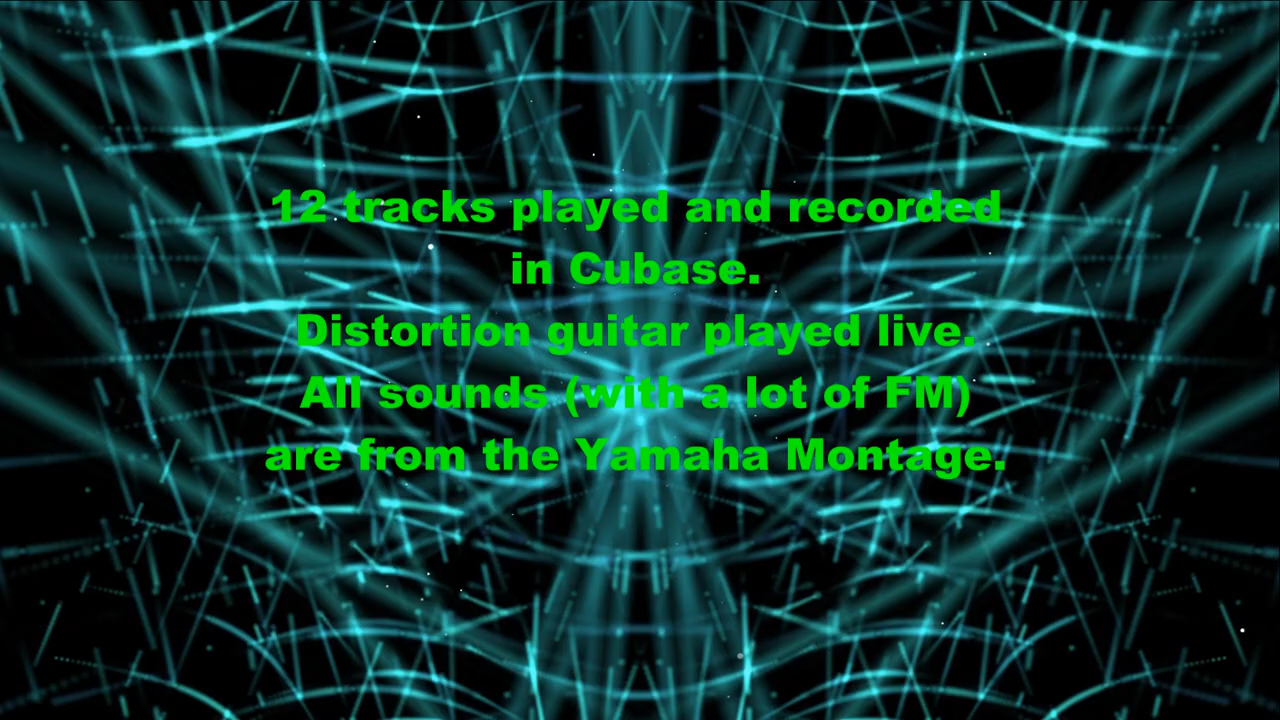 12 tracks played and recorded
in Cubase.
Distortion guitar played live.
All sounds (with a lot of FM)
are from the Yamaha Montage.